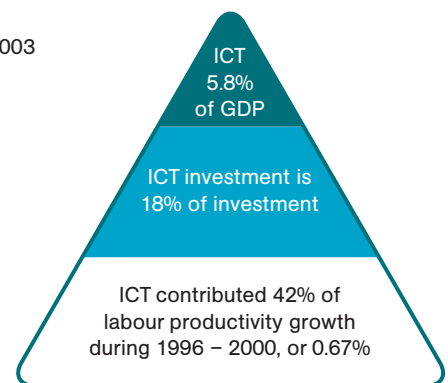 003
ICT
5.8%
of GDP
ICT investment is
18% of investment
ICT contributed 42% of
labour productivity growth
during 1996 – 2000, or 0.67%